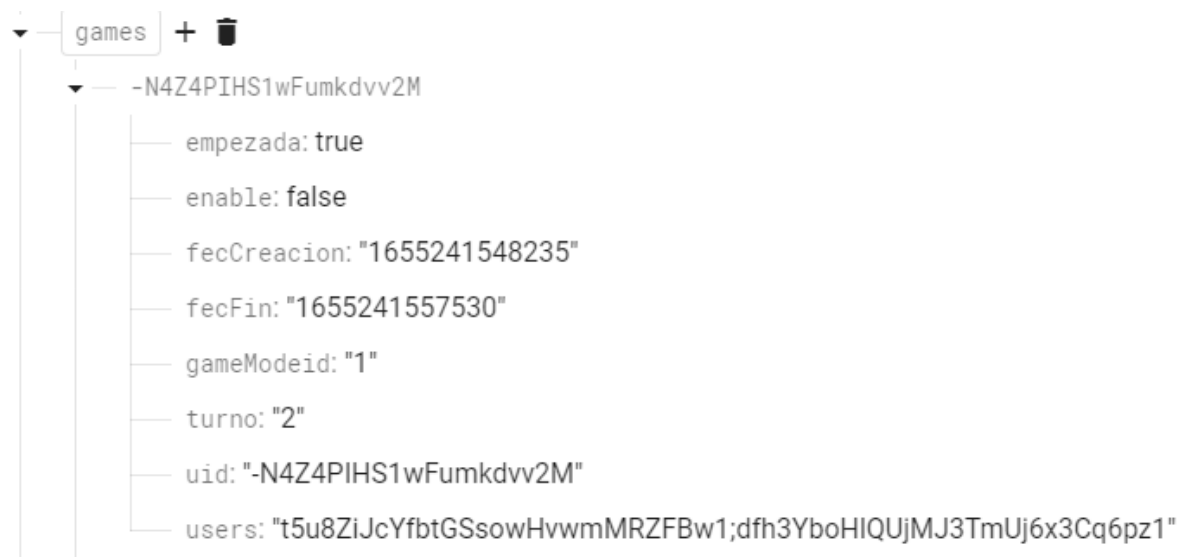 games
-N4Z4PIHS1wFumkdvv2M
empezada: true
enable: false
fecCreacion: "1655241548235"
fecFin: "1655241557530"
gameModeid: "1"
turno: "2"
uid: "-N4Z4PIHS1wFumkdvv2M"
users: "t5u8ZiJcYfbtGSsowHvwmMRZFBw1;dfh3YboHIQUjMJ3TmUj6x3Cq6pz1"